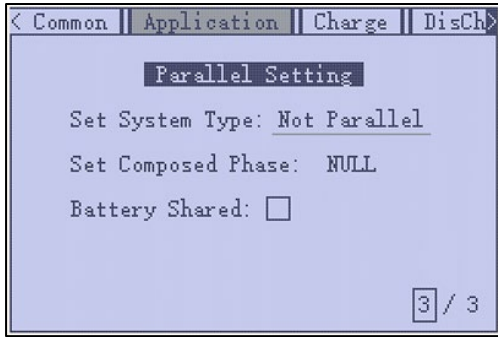 < Common Application Charge DisCh>
Parallel Setting
Set System Type: Not Parallel
Set Composed Phase: NULL
Battery Shared:
3 / 3